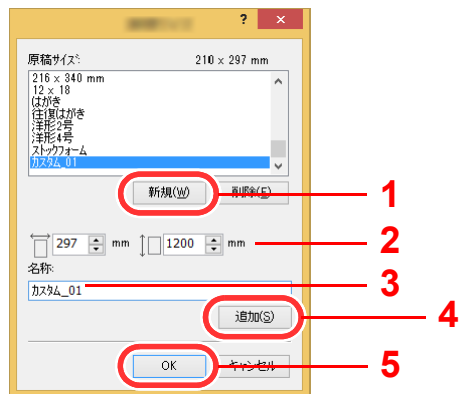 ? ×
原稿サイズ: 210 x 297 mm
216 x 340 mm
12 x 18
はがき
往復はがき
洋形2号
洋形4号
ストックフォーム
カスタム_01
新規(W) 削除(E) 1
297 mm 1200 mm 2
名称:
カスタム_01 3
追加(S) 4
OK キャンセル 5